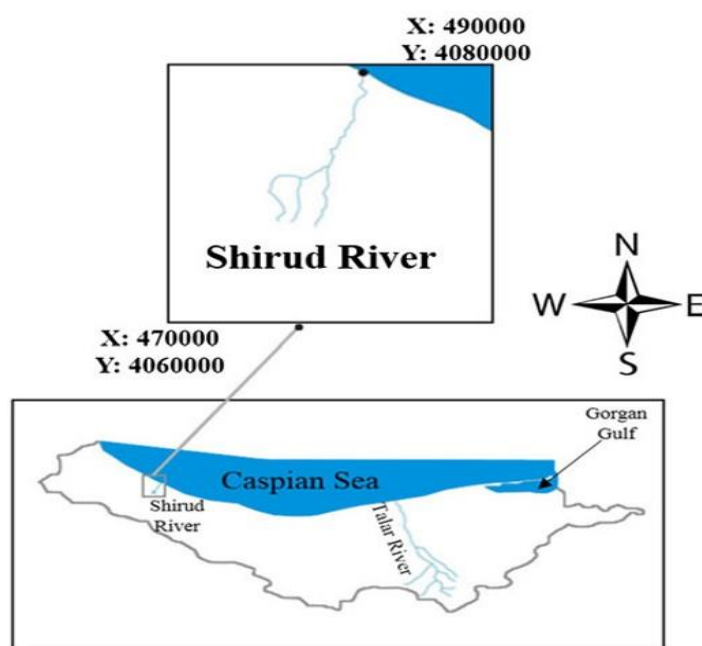 X: 490000
Y: 4080000
Shirud River
N
W
E
S
X: 470000
Y: 4060000
Gorgan
Gulf
Caspian Sea
Shirud
River
Talar River